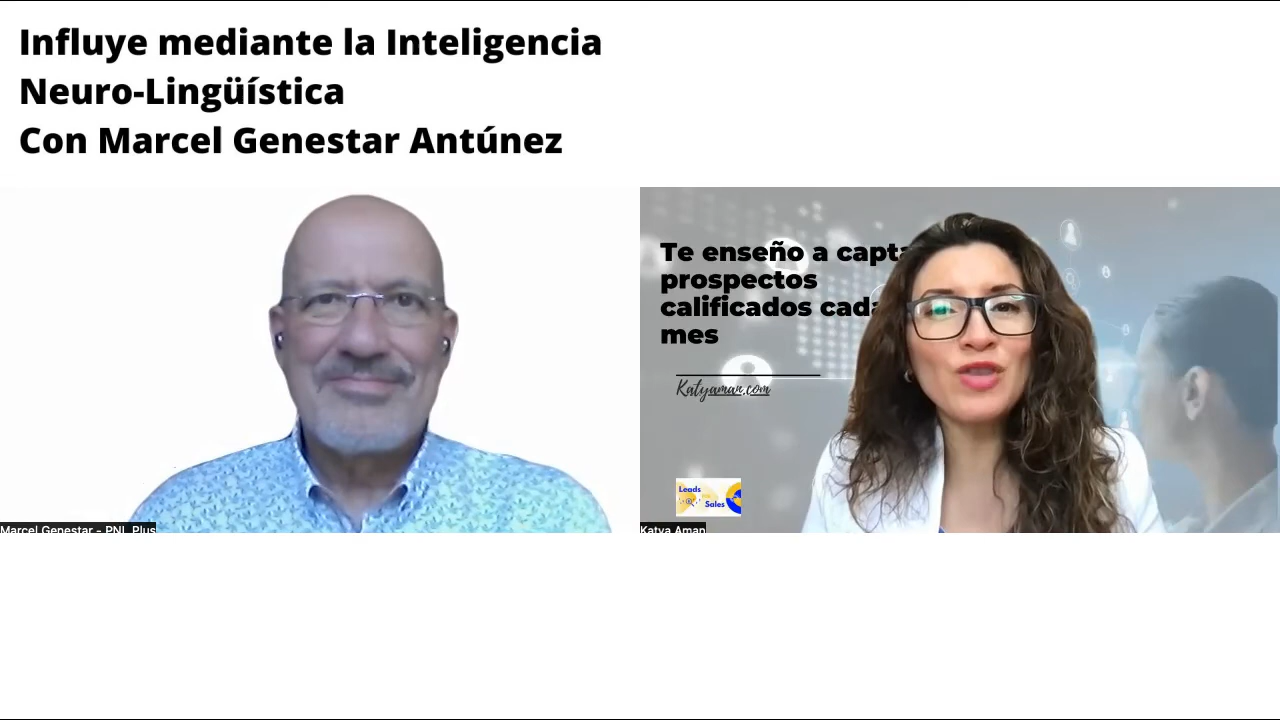 Influye mediante la Inteligencia
Neuro-Lingüística
Con Marcel Genestar Antúnez
Te enseño a capta
prospectos
calificados cada
mes
Katyaman.com
Leads
Sales
Marcel Genestar - PNL Plus
Katya Aman